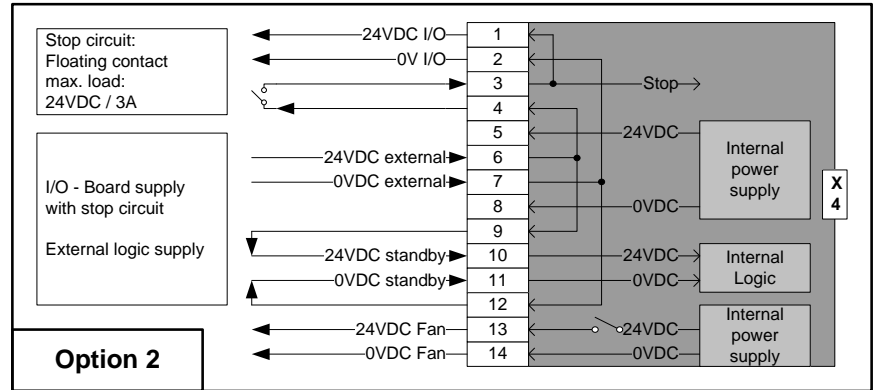 Stop circuit:
Floating contact
max. load:
24VDC / 3A
I/O - Board supply
with stop circuit
External logic supply
Option 2
24VDC I/O 1
0V I/O 2
3 Stop
4
5 24VDC
24VDC external 6
0VDC external 7
8 0VDC
9
24VDC standby 10 24VDC
0VDC standby 11 0VDC
12
24VDC Fan 13 24VDC
0VDC Fan 14 0VDC
Internal
power
supply
Internal
Logic
Internal
power
supply
X
4